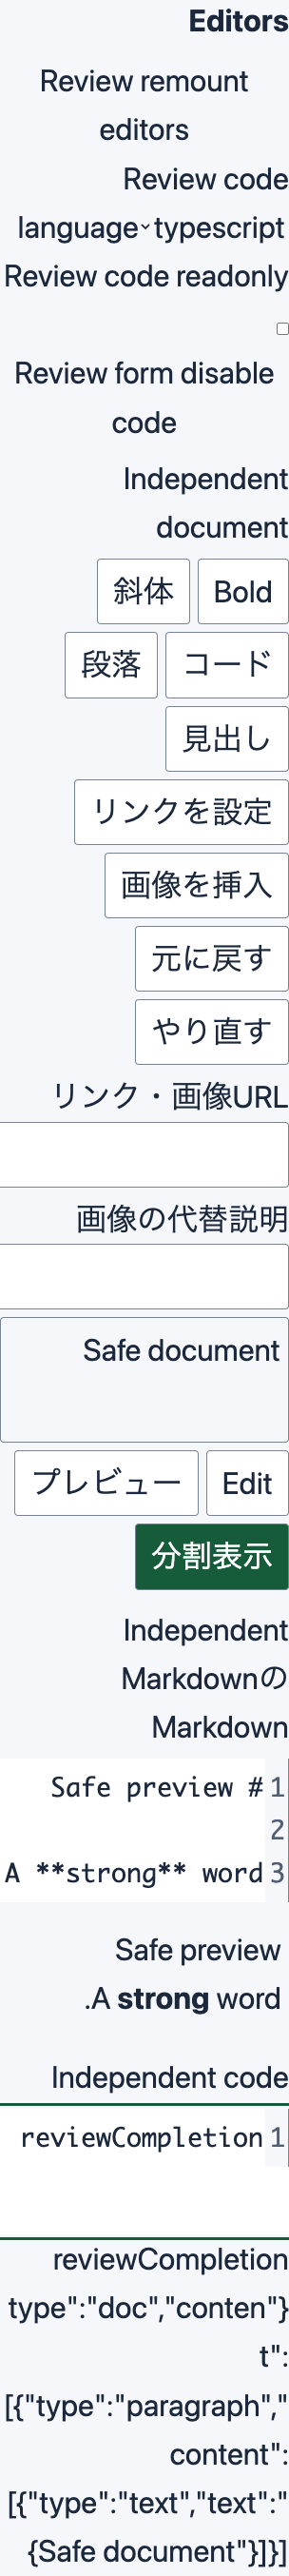 Editors
Review remount
editors
Review code
language typescript
Review code readonly
Review form disable
code
Independent
document
Bold 斜体
コード 段落
見出し
リンクを設定
画像を挿入
元に戻す
やり直す
リンク・画像URL
画像の代替説明
Safe document
Edit プレビュー
分割表示
Independent
Markdownの
Markdown
1 Safe preview #
2
3 A **strong** word
Safe preview
.A strong word
Independent code
1 reviewCompletion
reviewCompletion
type":"doc","conten"}
t":
[{"type":"paragraph","
content":
[{"type":"text","text":"
{Safe document"}]}]